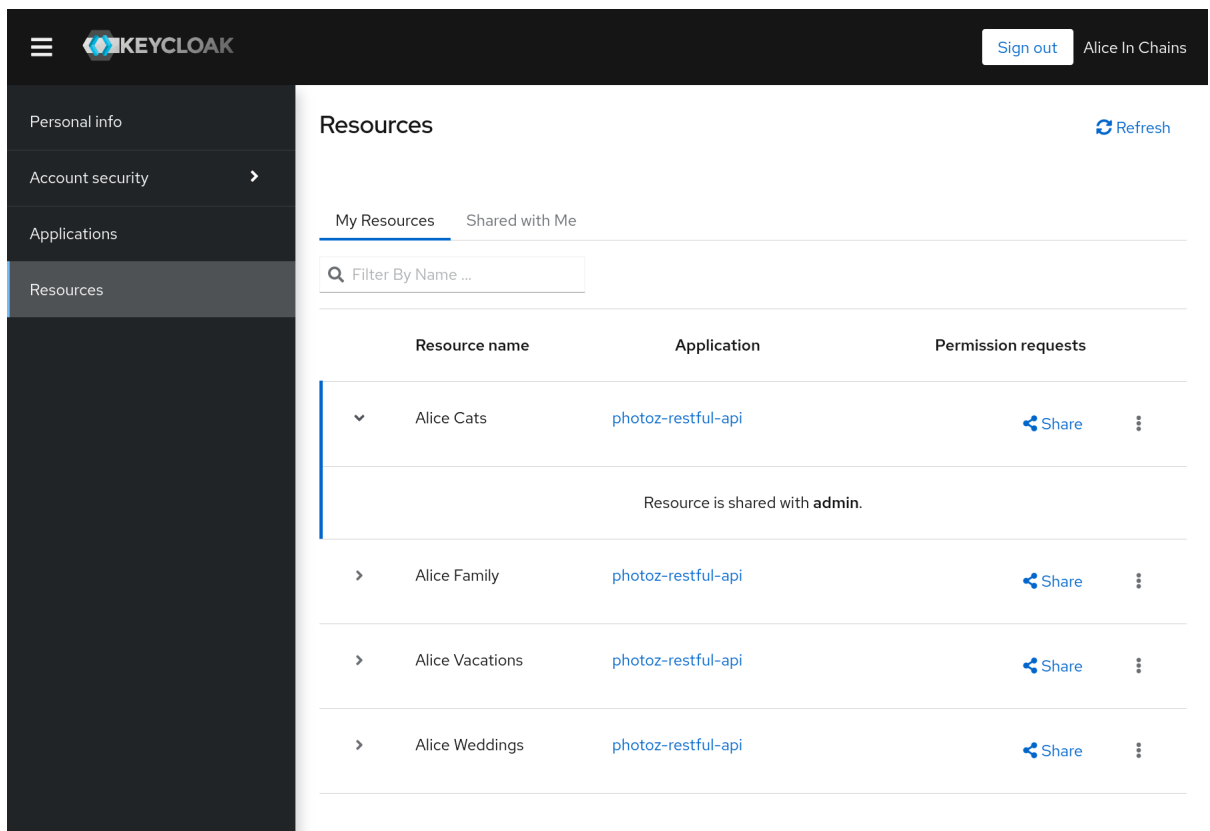 KEYCLOAK
Sign out Alice In Chains
Personal info
Account security
Applications
Resources
Resources
Refresh
My Resources Shared with Me
Filter By Name ...
Resource name Application Permission requests
Alice Cats photoz-restful-api Share
Resource is shared with admin.
Alice Family photoz-restful-api Share
Alice Vacations photoz-restful-api Share
Alice Weddings photoz-restful-api Share